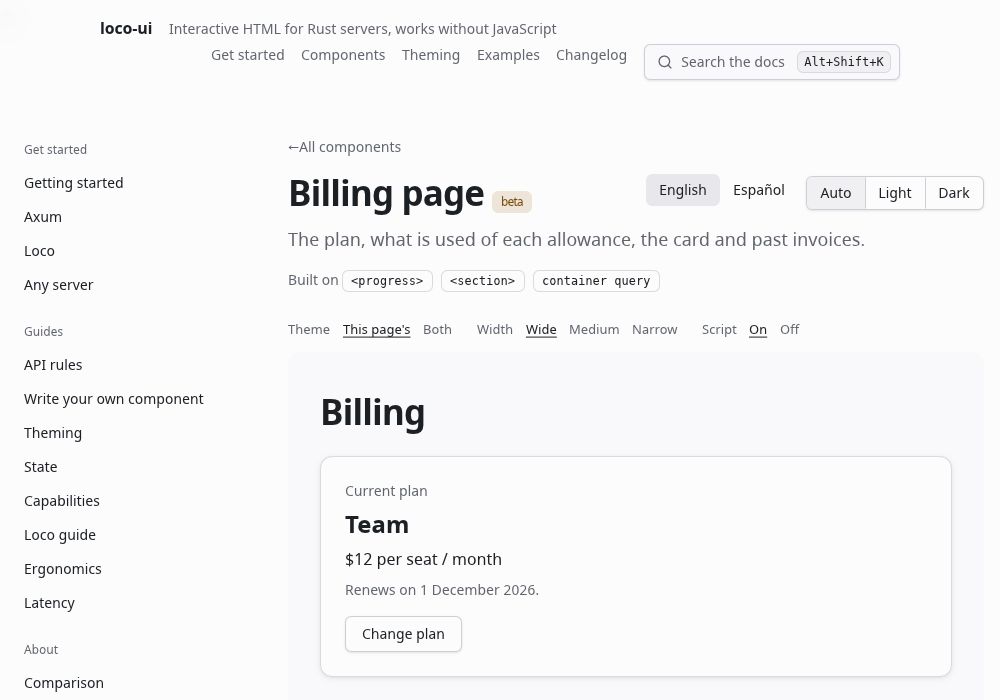 loco-ui Interactive HTML for Rust servers, works without JavaScript
Get started Components Theming Examples Changelog Search the docs Alt+Shift+K
Get started
Getting started
Axum
Loco
Any server
Guides
API rules
Write your own component
Theming
State
Capabilities
Loco guide
Ergonomics
Latency
About
Comparison
←All components
Billing page beta English Español Auto Light Dark
The plan, what is used of each allowance, the card and past invoices.
Built on <progress> <section> container query
Theme This page's Both Width Wide Medium Narrow Script On Off
Billing
Current plan
Team
$12 per seat / month
Renews on 1 December 2026.
Change plan